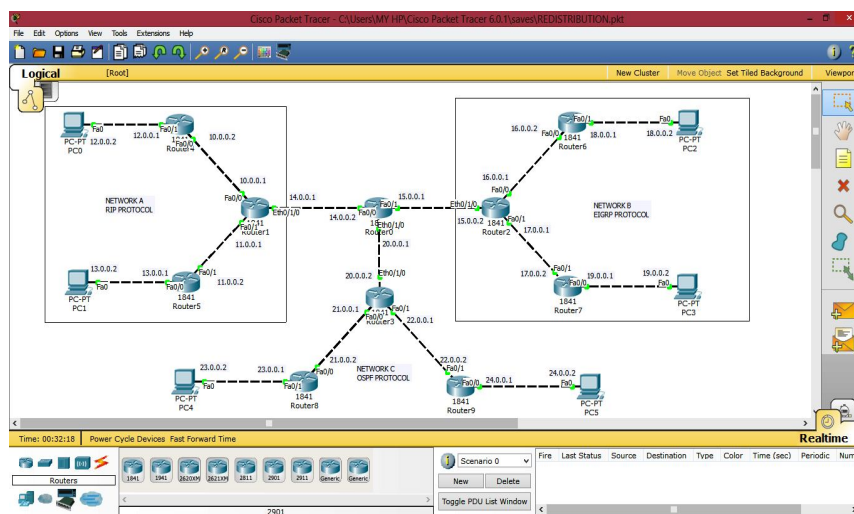 Cisco Packet Tracer - C:\Users\MY HP\Cisco Packet Tracer 6.0.1\saves\REDISTRIBUTION.pkt
File Edit Options View Tools Extensions Help
Logical [Root] New Cluster Move Object Set Tiled Background Viewport
PC-PT
PC0
Fa0
12.0.0.2
12.0.0.1
Fa0/1
1841
Router4
Fa0/0
10.0.0.2
10.0.0.1
Fa0/0
NETWORK A
RIP PROTOCOL
1841
Router1
Eth0/1/0
Fa0/1
11.0.0.1
14.0.0.1
14.0.0.2
Fa0/0
13.0.0.2
Fa0
PC-PT
PC1
13.0.0.1
Fa0/0
Fa0/1
11.0.0.2
1841
Router5
Fa0/1
Router0
Eth0/1/0
15.0.0.1
Eth0/1/0
15.0.0.2
1841
Router2
Fa0/0
16.0.0.1
16.0.0.2
Fa0/0
Fa0/1
1841
Router6
18.0.0.1
18.0.0.2
Fa0
PC-PT
PC2
NETWORK B
EIGRP PROTOCOL
Fa0/1
17.0.0.1
17.0.0.2
Fa0/1
Fa0/0
1841
Router7
19.0.0.1
19.0.0.2
Fa0
PC-PT
PC3
20.0.0.1
20.0.0.2
Eth0/1/0
1841
Router3
Fa0/0
Fa0/1
21.0.0.1
22.0.0.1
21.0.0.2
Fa0/0
NETWORK C
OSPF PROTOCOL
23.0.0.2
Fa0
PC-PT
PC4
23.0.0.1
Fa0/1
1841
Router8
22.0.0.2
Fa0/1
Fa0/0
1841
Router9
24.0.0.1
24.0.0.2
Fa0
PC-PT
PC5
Time: 00:32:18 Power Cycle Devices Fast Forward Time Realtime
Routers
1841 1941 2620XM 2621XM 2811 2901 2911 Generic Generic
2901
Scenario 0
New Delete
Toggle PDU List Window
Fire Last Status Source Destination Type Color Time (sec) Periodic Num